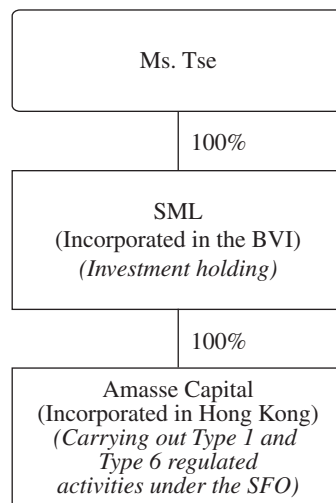 Ms. Tse
100%
SML
(Incorporated in the BVI)
(Investment holding)
100%
Amasse Capital
(Incorporated in Hong Kong)
(Carrying out Type 1 and
Type 6 regulated
activities under the SFO)